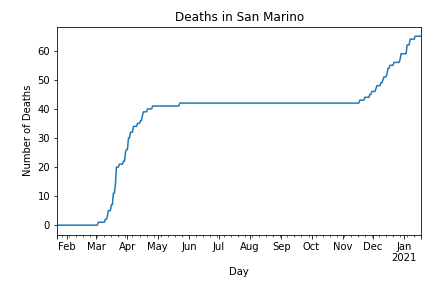 Deaths in San Marino
Number of Deaths
60
50
40
30
20
10
0
Feb Mar Apr May Jun Jul Aug Sep Oct Nov Dec Jan
2021
Day